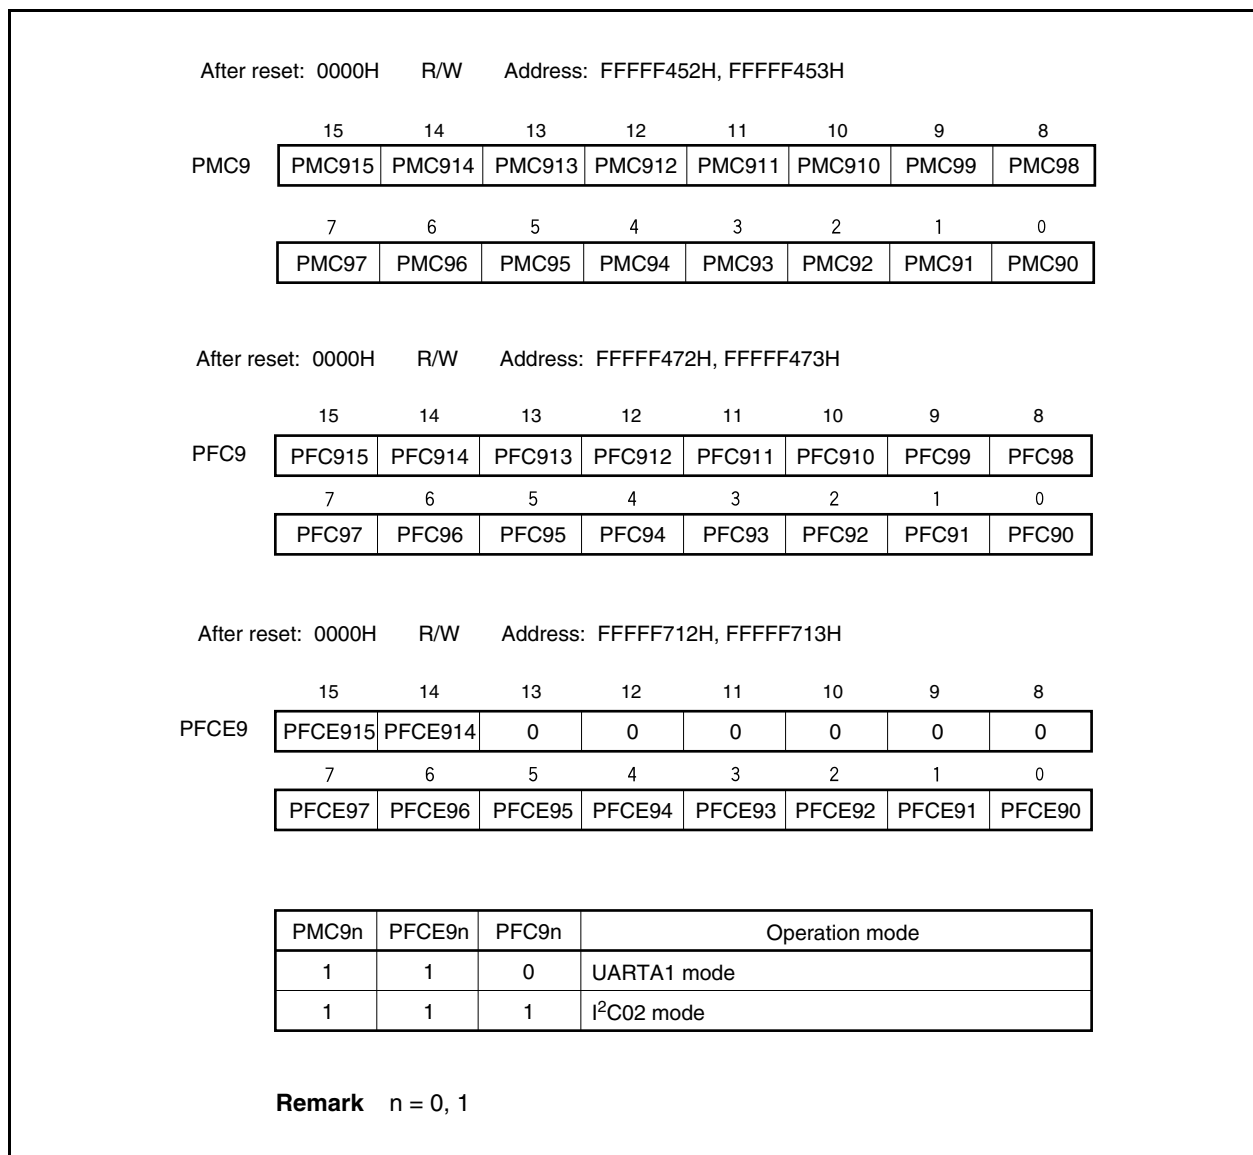 After reset: 0000H R/W Address: FFFFF452H, FFFFF453H
15 14 13 12 11 10 9 8
PMC9 PMC915 PMC914 PMC913 PMC912 PMC911 PMC910 PMC99 PMC98
7 6 5 4 3 2 1 0
PMC97 PMC96 PMC95 PMC94 PMC93 PMC92 PMC91 PMC90
After reset: 0000H R/W Address: FFFFF472H, FFFFF473H
15 14 13 12 11 10 9 8
PFC9 PFC915 PFC914 PFC913 PFC912 PFC911 PFC910 PFC99 PFC98
7 6 5 4 3 2 1 0
PFC97 PFC96 PFC95 PFC94 PFC93 PFC92 PFC91 PFC90
After reset: 0000H R/W Address: FFFFF712H, FFFFF713H
15 14 13 12 11 10 9 8
PFCE9 PFCE915 PFCE914 0 0 0 0 0 0
7 6 5 4 3 2 1 0
PFCE97 PFCE96 PFCE95 PFCE94 PFCE93 PFCE92 PFCE91 PFCE90
PMC9n PFCE9n PFC9n Operation mode
1 1 0 UARTA1 mode
1 1 1 I²C02 mode
Remark n = 0, 1